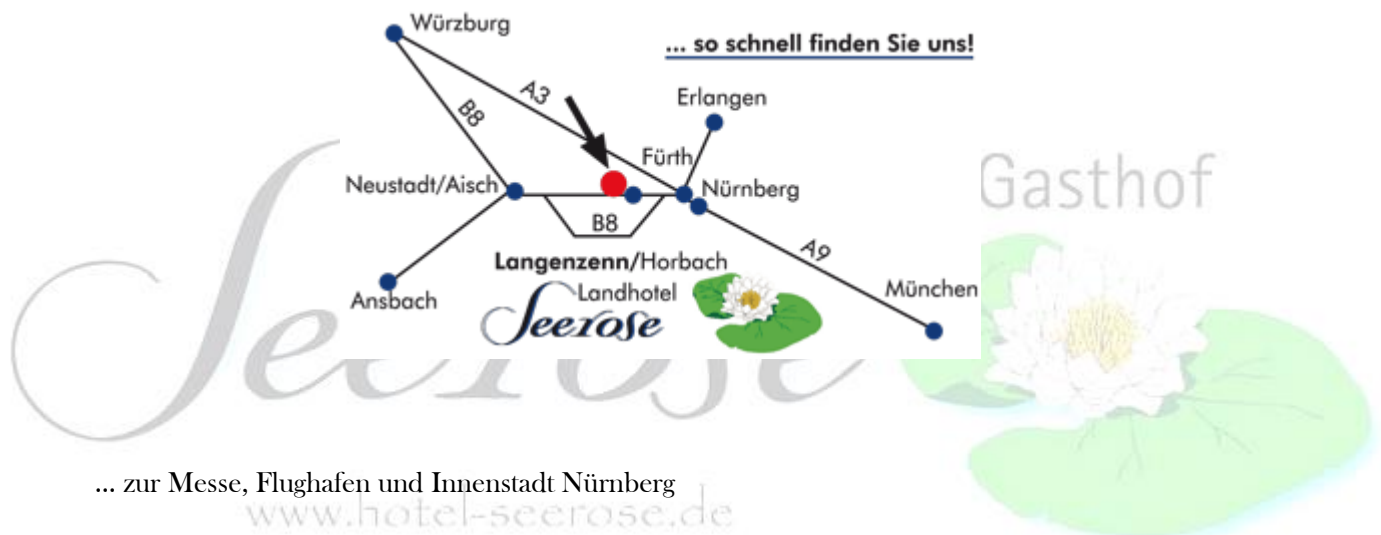 Würzburg
... so schnell finden Sie uns!
A3
Erlangen
B8
Fürth
Neustadt/Aisch
Nürnberg
B8
A9
Langenzenn/Horbach
Ansbach
Landhotel
München
Seerose
Gasthof
Seerose
... zur Messe, Flughafen und Innenstadt Nürnberg
www.hotel-seerose.de